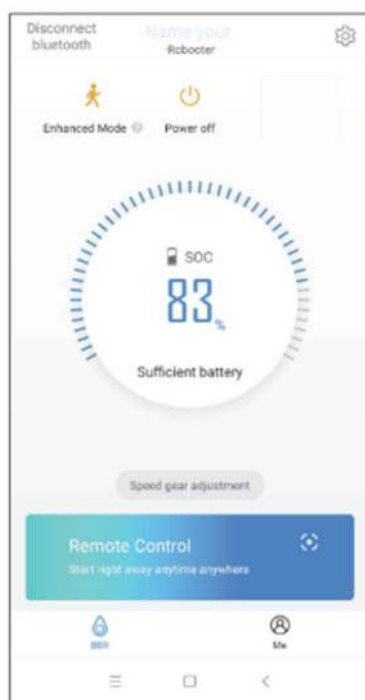 Disconnect
bluetooth
Name your
Robooter
Enhanced Mode
Power off
SOC
83%
Sufficient battery
Speed gear adjustment
Remote Control
Start right away anytime anywhere
Me